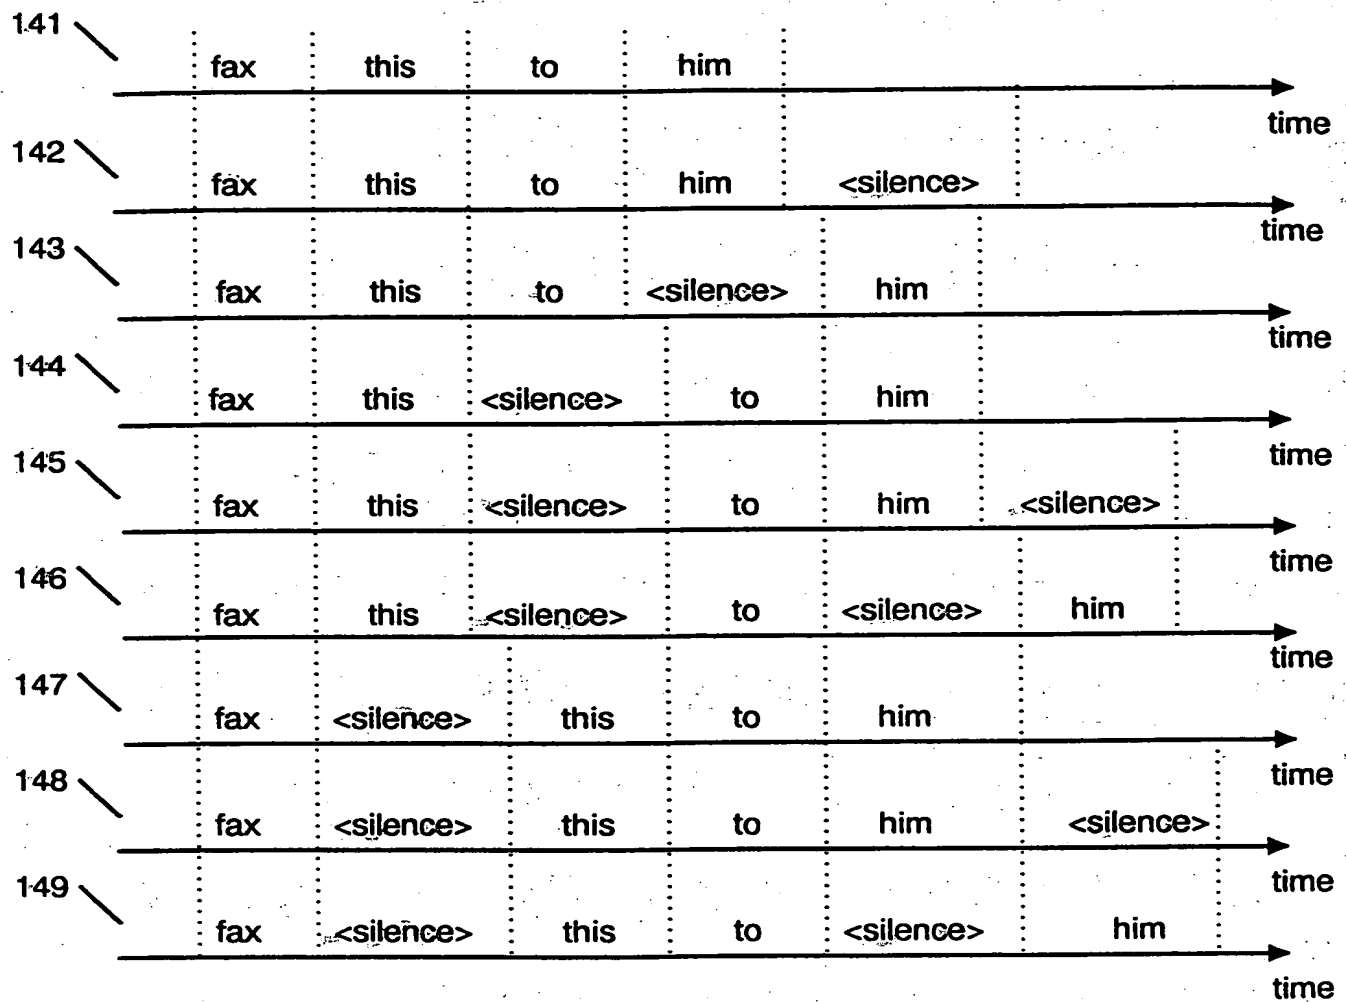 141
fax this to him
time
142
fax this to him <silence>
time
143
fax this to <silence> him
time
144
fax this <silence> to him
time
145
fax this <silence> to him <silence>
time
146
fax this <silence> to <silence> him
time
147
fax <silence> this to him
time
148
fax <silence> this to him <silence>
time
149
fax <silence> this to <silence> him
time